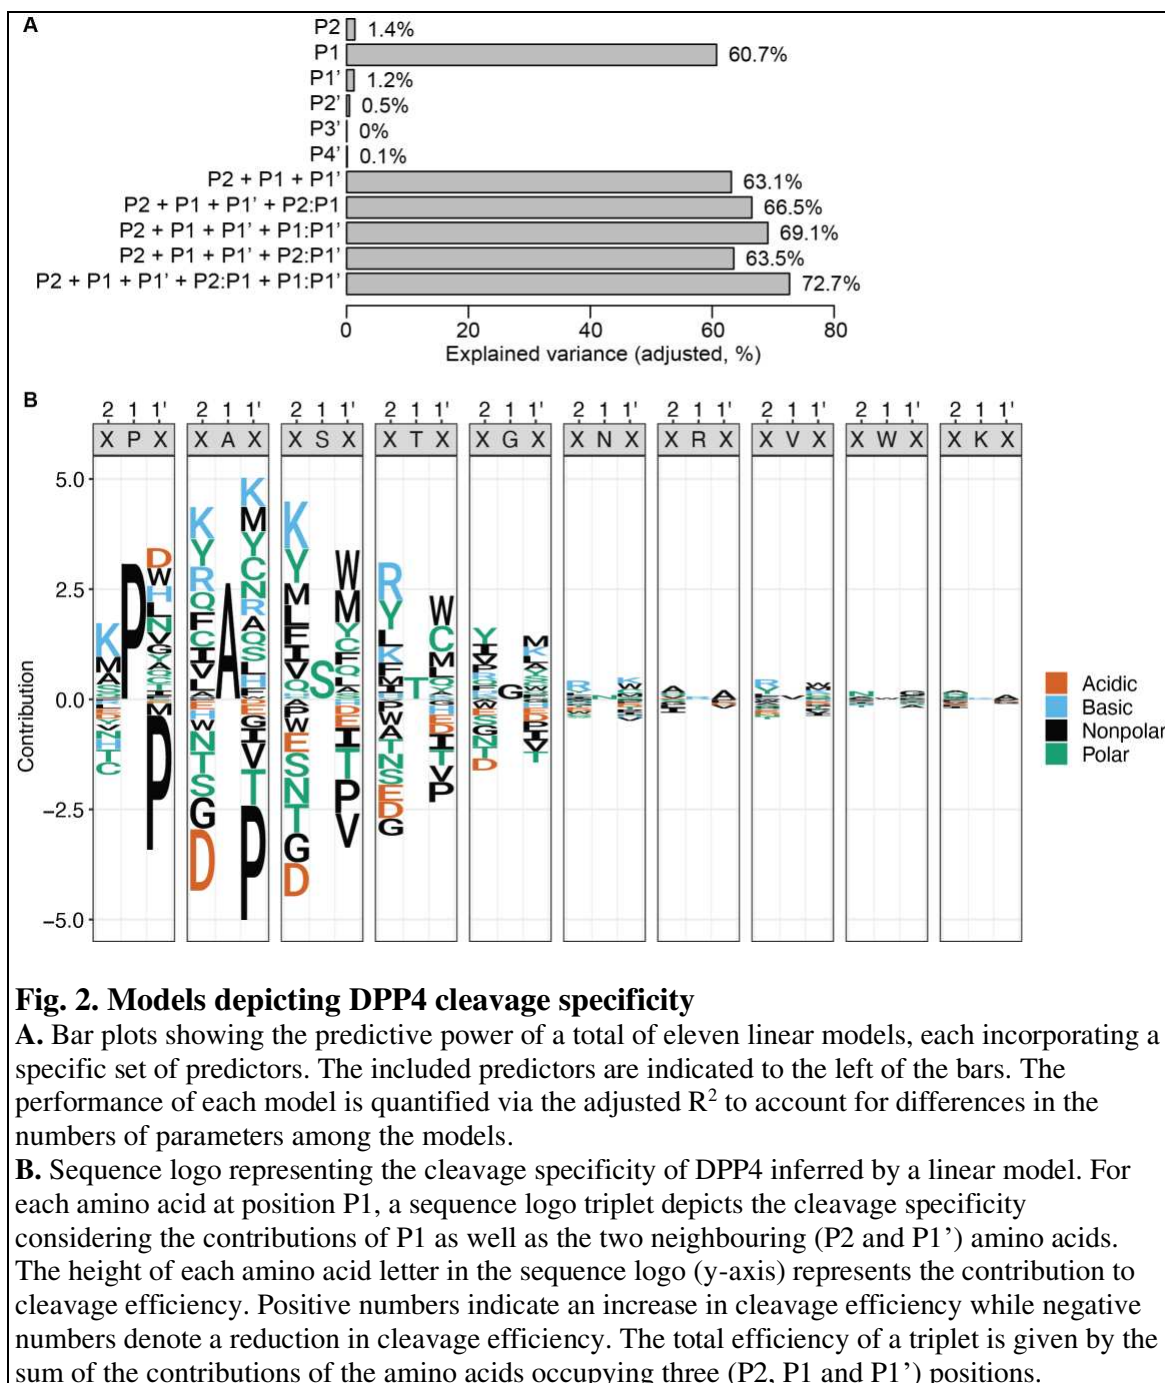 A
P2 1.4%
P1 60.7%
P1’ 1.2%
P2’ 0.5%
P3’ 0%
P4’ 0.1%
P2 + P1 + P1’ 63.1%
P2 + P1 + P1’ + P2:P1 66.5%
P2 + P1 + P1’ + P1:P1’ 69.1%
P2 + P1 + P1’ + P2:P1’ 63.5%
P2 + P1 + P1’ + P2:P1 + P1:P1’ 72.7%
0 20 40 60 80
Explained variance (adjusted, %)
B
2 1 1' 2 1 1' 2 1 1' 2 1 1' 2 1 1' 2 1 1' 2 1 1' 2 1 1' 2 1 1' 2 1 1'
X P X X A X X S X X T X X G X X N X X R X X V X X W X X K X
5.0
2.5
0.0
−2.5
−5.0
Contribution
Acidic
Basic
Nonpolar
Polar
Fig. 2. Models depicting DPP4 cleavage specificity
A. Bar plots showing the predictive power of a total of eleven linear models, each incorporating a
specific set of predictors. The included predictors are indicated to the left of the bars. The
performance of each model is quantified via the adjusted R² to account for differences in the
numbers of parameters among the models.
B. Sequence logo representing the cleavage specificity of DPP4 inferred by a linear model. For
each amino acid at position P1, a sequence logo triplet depicts the cleavage specificity
considering the contributions of P1 as well as the two neighbouring (P2 and P1’) amino acids.
The height of each amino acid letter in the sequence logo (y-axis) represents the contribution to
cleavage efficiency. Positive numbers indicate an increase in cleavage efficiency while negative
numbers denote a reduction in cleavage efficiency. The total efficiency of a triplet is given by the
sum of the contributions of the amino acids occupying three (P2, P1 and P1’) positions.